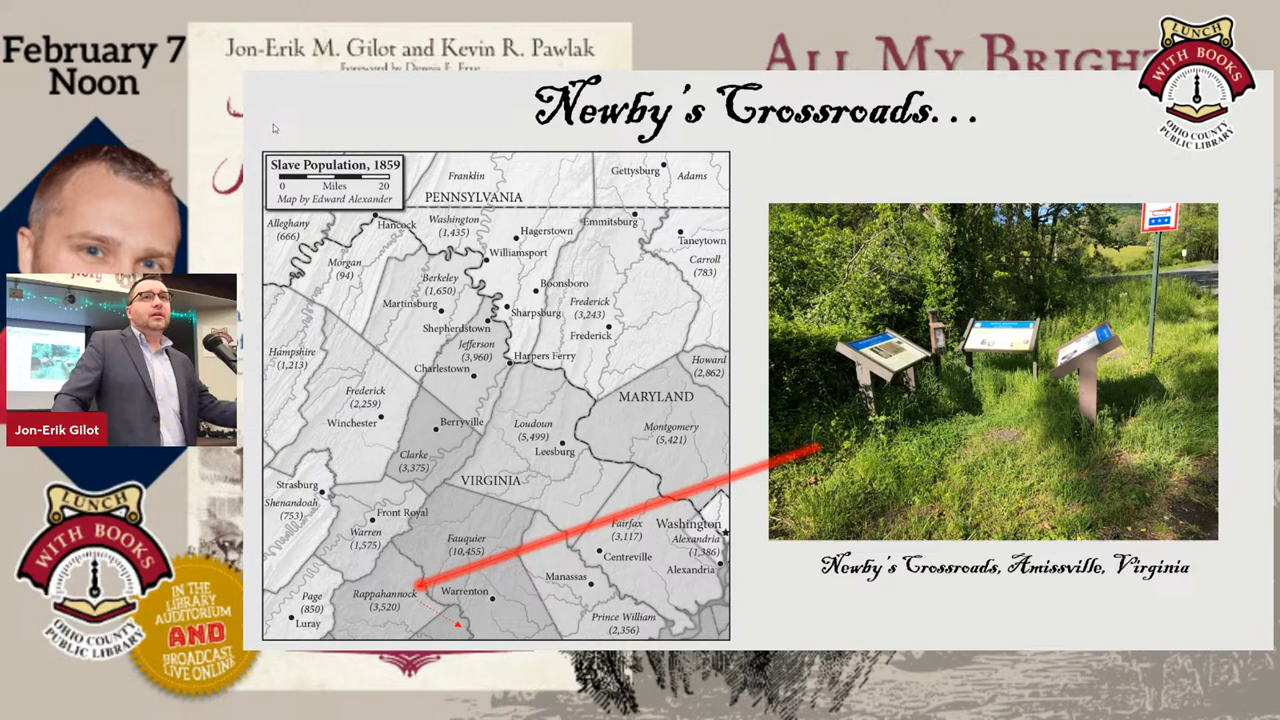 February 7
Noon
Jon-Erik M. Gilot and Kevin R. Pawlak
ALL MY BRIGHT
LUNCH
WITH BOOKS
OHIO COUNTY
PUBLIC LIBRARY
Newby's Crossroads...
Slave Population, 1859
0 Miles 20
Map by Edward Alexander
Franklin
Gettysburg
Adams
PENNSYLVANIA
Alleghany
(666)
Hancock
Washington
(1,435)
Hagerstown
Emmitsburg
Taneytown
Williamsport
Carroll
(783)
Morgan
(94)
Berkeley
(1,650)
Boonsboro
Martinsburg
Sharpsburg
Frederick
(3,243)
Shepherdstown
Frederick
Jefferson
(3,960)
Hampshire
(1,213)
Harpers Ferry
Charlestown
Howard
(2,862)
Frederick
(2,259)
MARYLAND
Winchester
Berryville
Loudoun
(5,499)
Montgomery
(5,421)
Leesburg
Clarke
(3,375)
VIRGINIA
Strasburg
Shenandoah
(753)
Front Royal
Warren
(1,575)
Fauquier
(10,455)
Fairfax
(3,117)
Washington
Alexandria
(1,386)
Centreville
Alexandria
Manassas
Page
(850)
Luray
Rappahannock
(3,520)
Warrenton
Prince William
(2,356)
Newby's Crossroads, Amissville, Virginia
Jon-Erik Gilot
LUNCH
WITH BOOKS
OHIO COUNTY
PUBLIC LIBRARY
IN THE
LIBRARY
AUDITORIUM
AND
BROADCAST
LIVE ONLINE